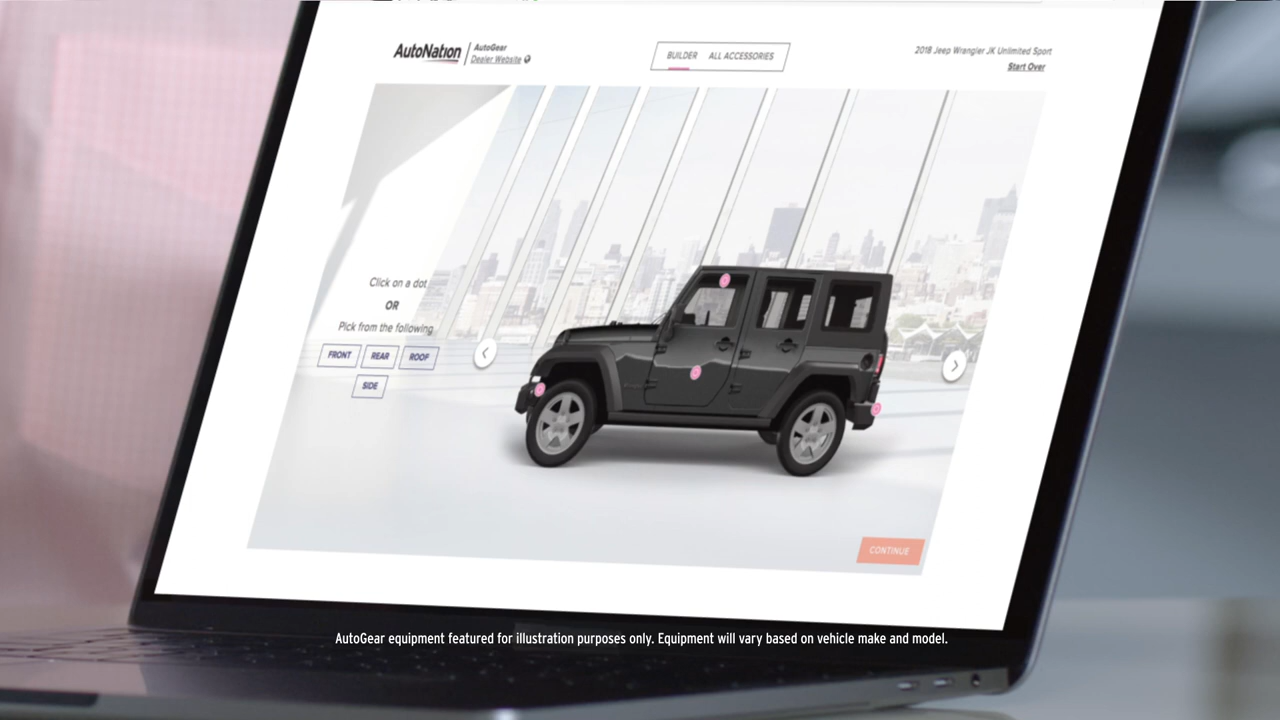 AutoNation
AutoGear
Dealer Website
BUILDER ALL ACCESSORIES
2018 Jeep Wrangler JK Unlimited Sport
Start Over
Click on a dot
OR
Pick from the following
FRONT REAR ROOF
SIDE
CONTINUE
AutoGear equipment featured for illustration purposes only. Equipment will vary based on vehicle make and model.